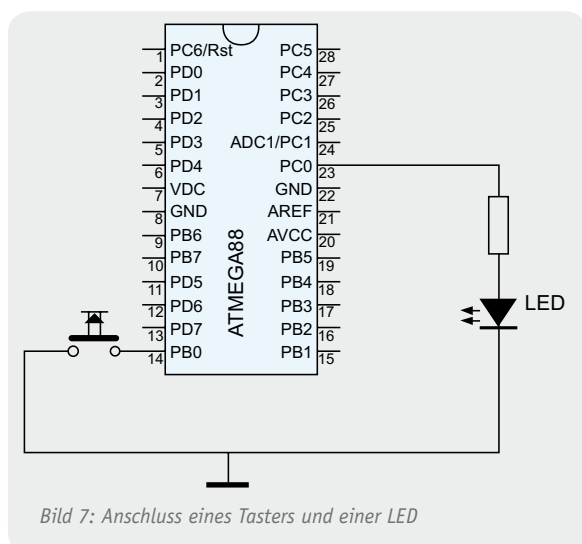 PC6/Rst
1
PD0
2
PD1
3
PD2
4
PD3
5
PD4
6
VDC
7
GND
8
PB6
9
PB7
10
PD5
11
PD6
12
PD7
13
PB0
14
ATMEGA88
PC5
28
PC4
27
PC3
26
PC2
25
ADC1/PC1
24
PC0
23
GND
22
AREF
21
AVCC
20
PB5
19
PB4
18
PB3
17
PB2
16
PB1
15
LED
Bild 7: Anschluss eines Tasters und einer LED